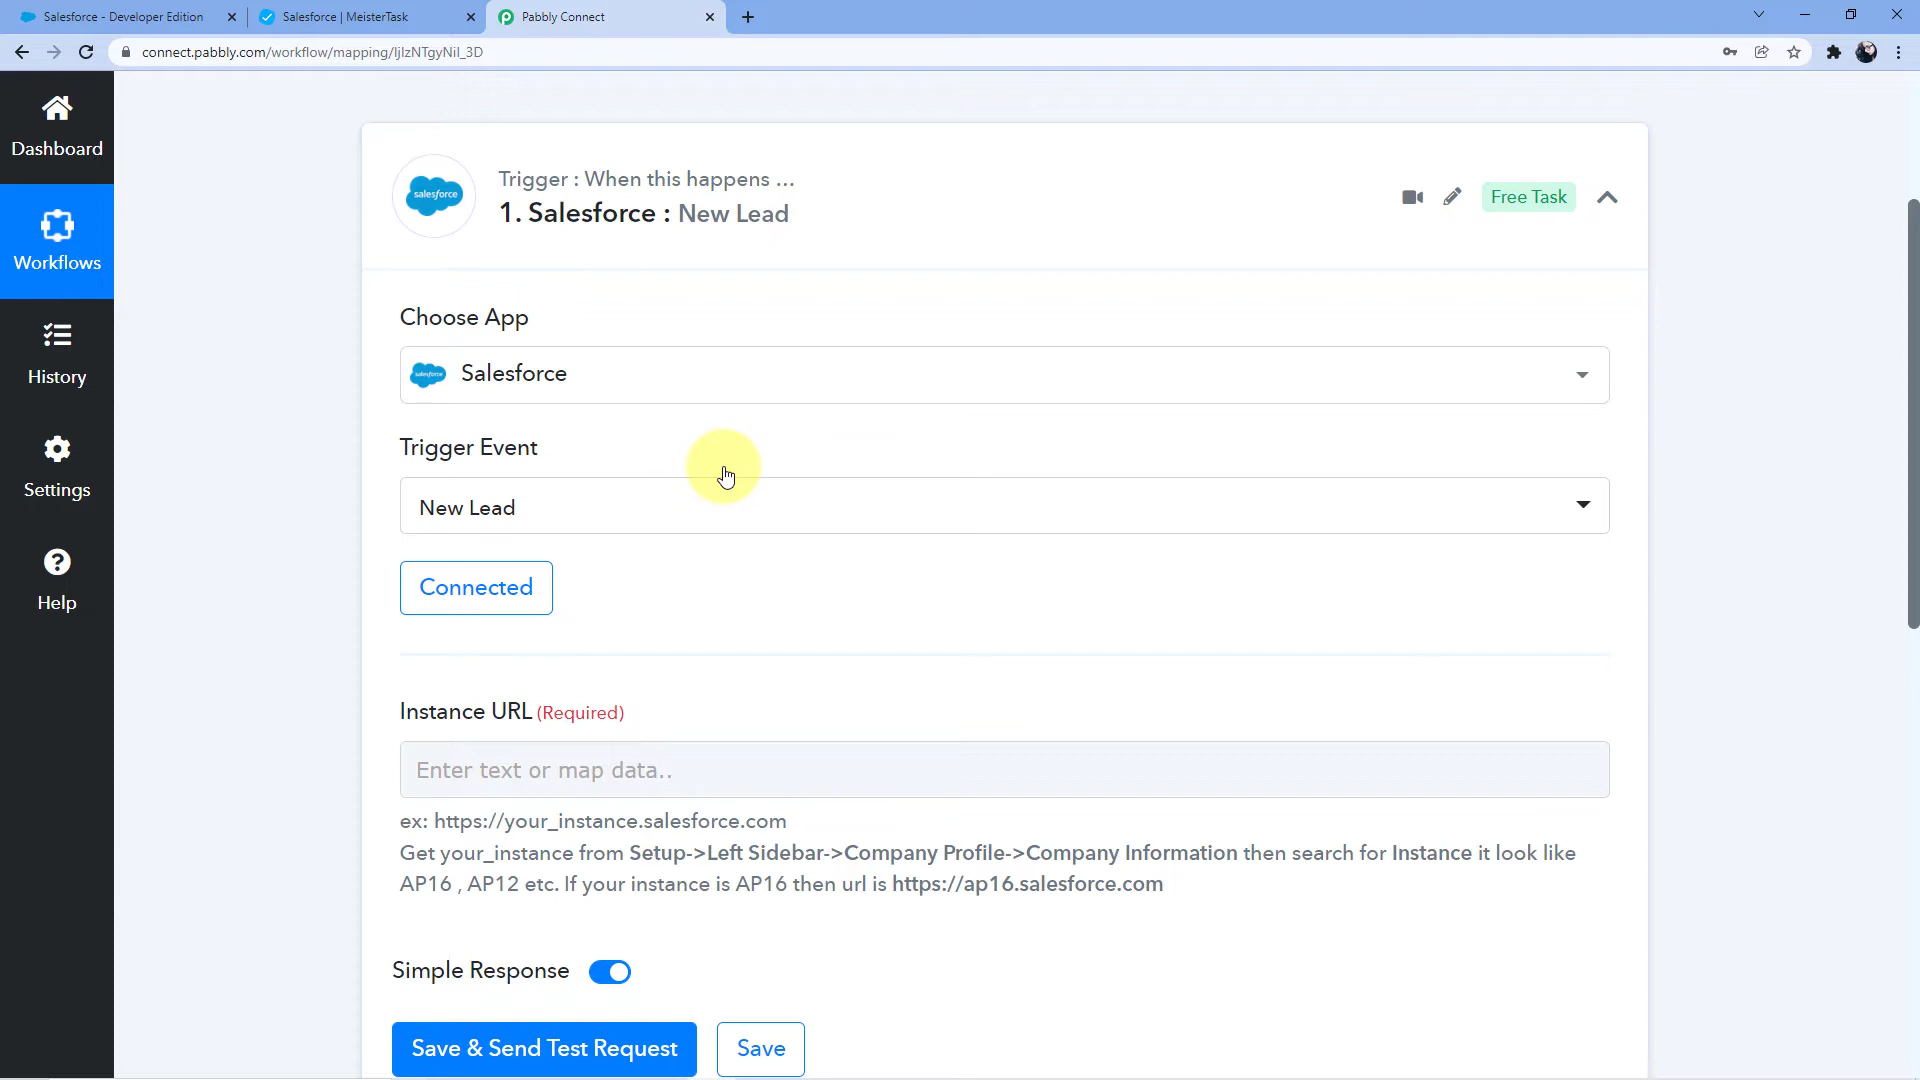 Salesforce - Developer Edition
Salesforce | MeisterTask
Pabbly Connect
connect.pabbly.com/workflow/mapping/IjIzNTgyNiI_3D
Dashboard
Workflows
History
Settings
Help
salesforce
Trigger : When this happens ...
1. Salesforce : New Lead
Free Task
Choose App
salesforce
Salesforce
Trigger Event
New Lead
Connected
Instance URL (Required)
Enter text or map data..
ex: https://your_instance.salesforce.com
Get your_instance from Setup->Left Sidebar->Company Profile->Company Information then search for Instance it look like
AP16 , AP12 etc. If your instance is AP16 then url is https://ap16.salesforce.com
Simple Response
Save & Send Test Request
Save